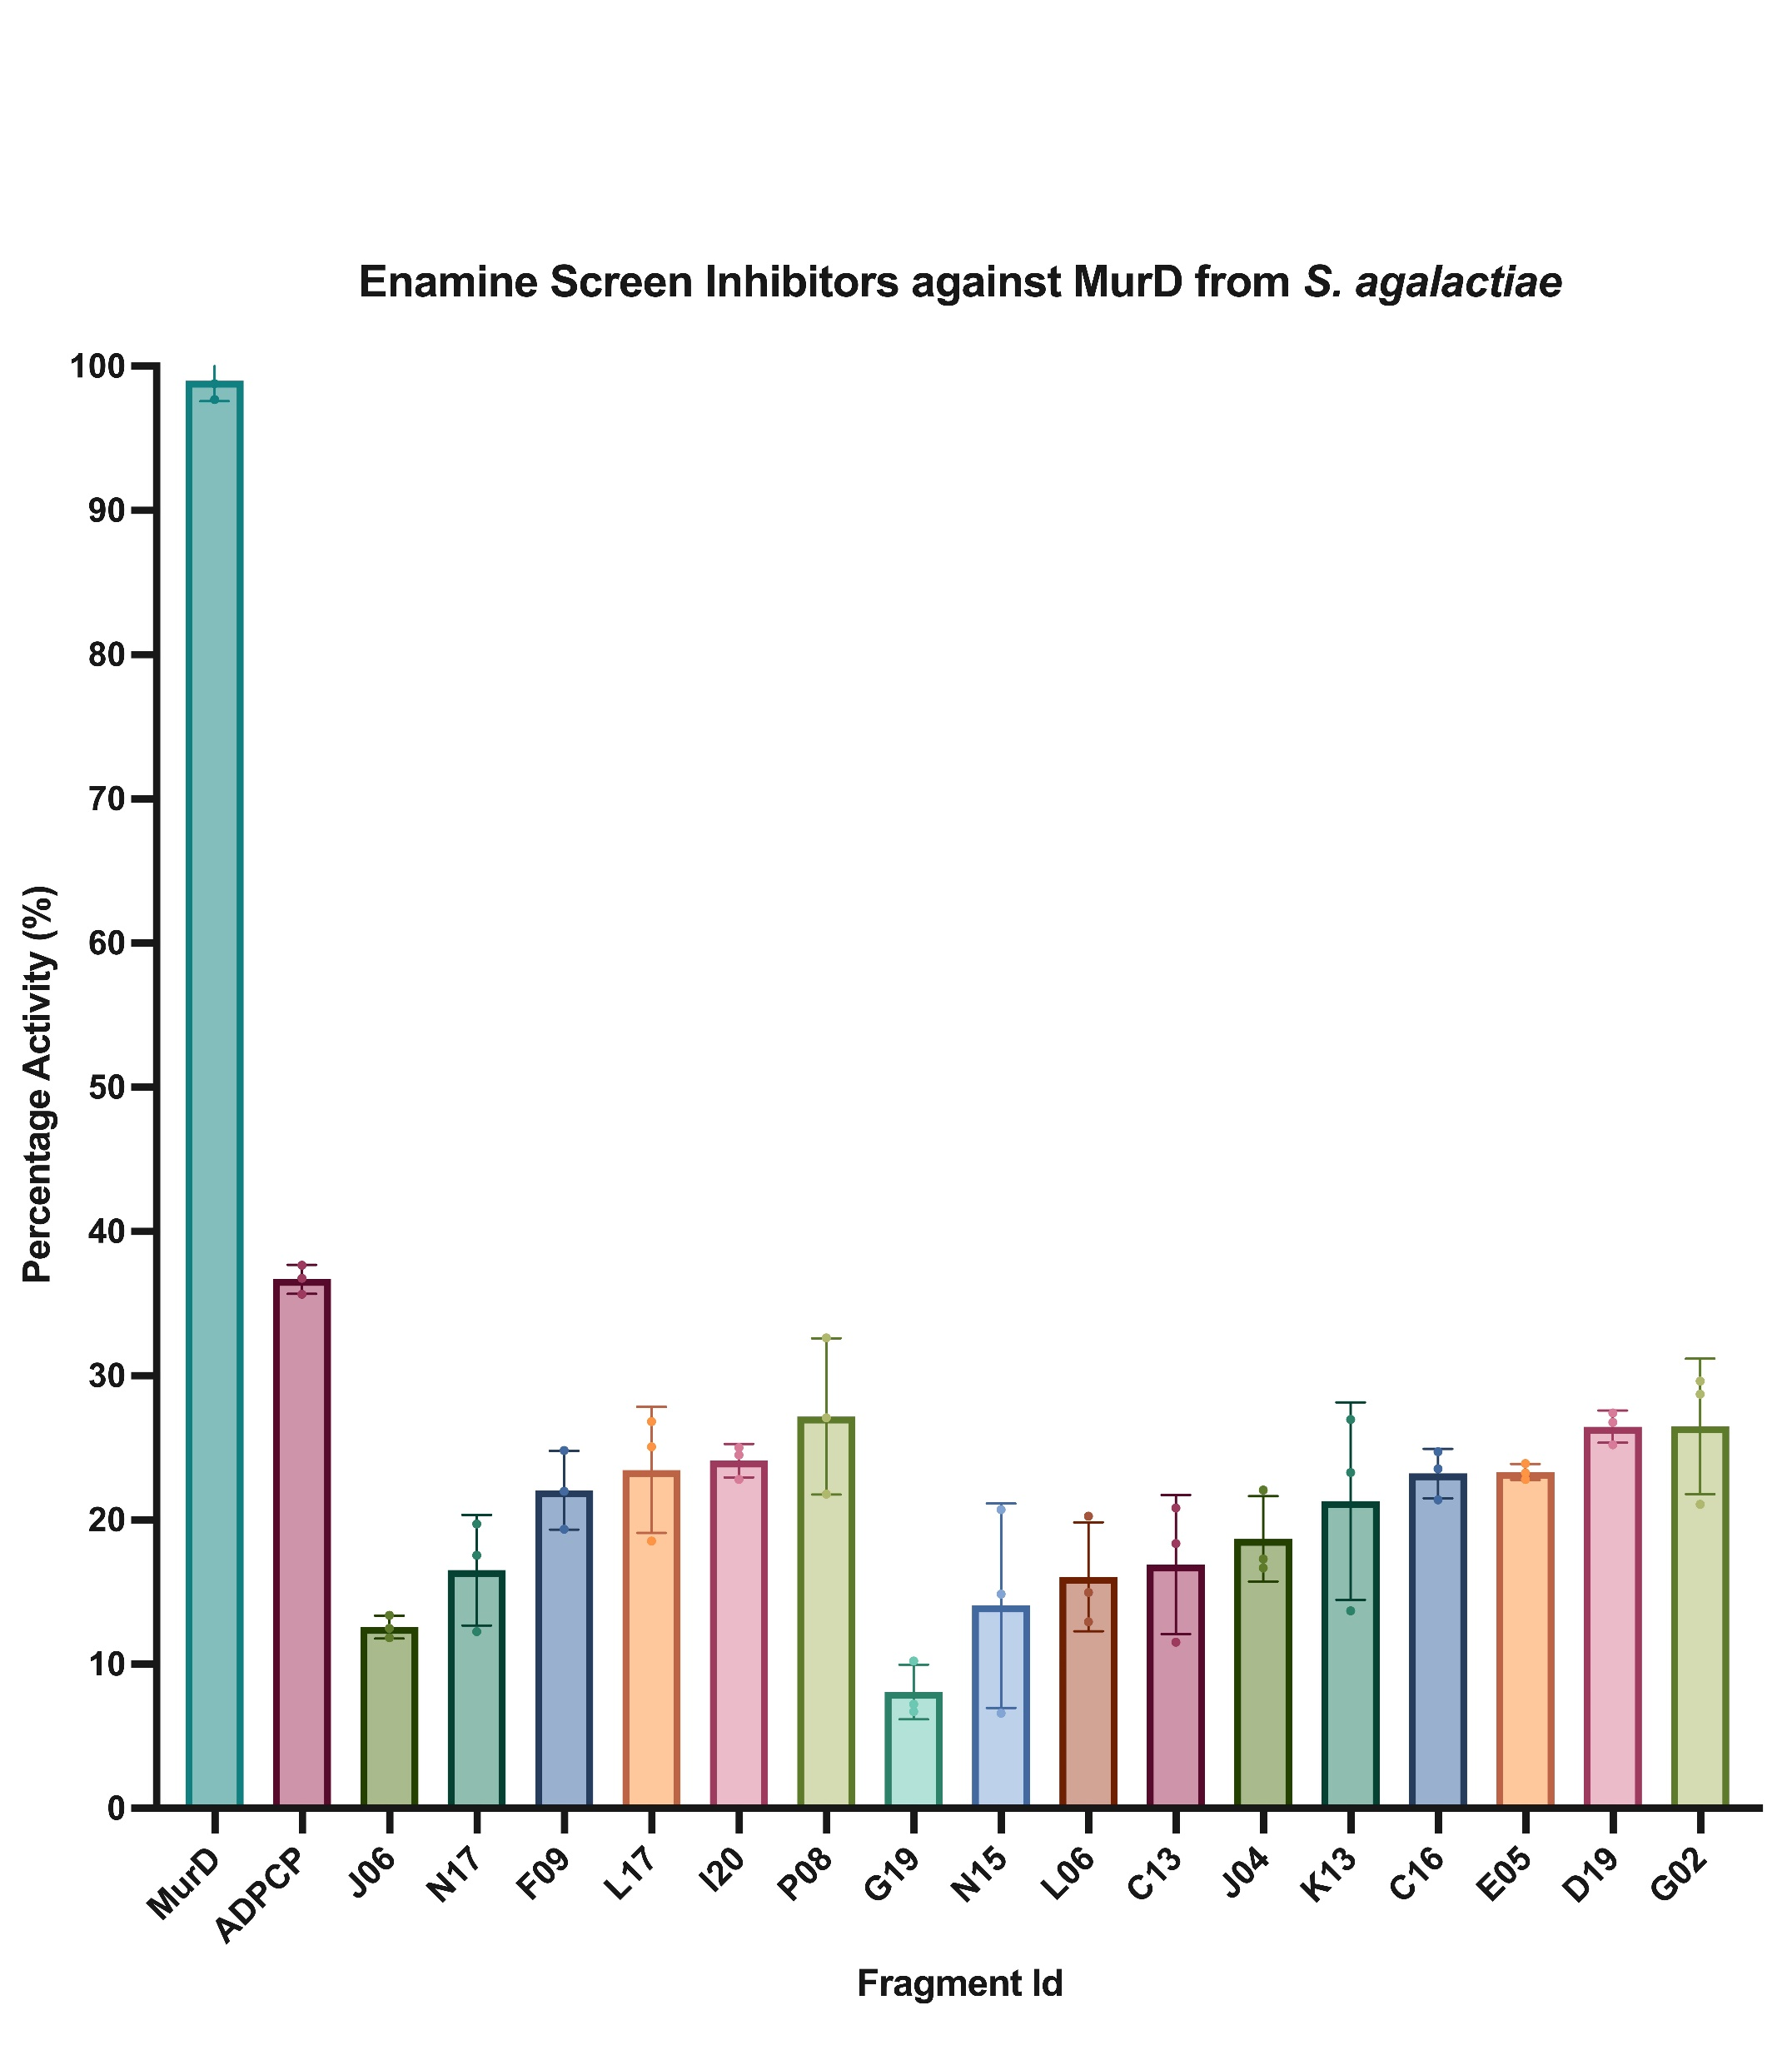 Enamine Screen Inhibitors against MurD from S. agalactiae
Percentage Activity (%)
100
90
80
70
60
50
40
30
20
10
0
MurD
ADPCP
J06
N17
F09
L17
I20
P08
G19
N15
L06
C13
J04
K13
C16
E05
D19
G02
Fragment Id